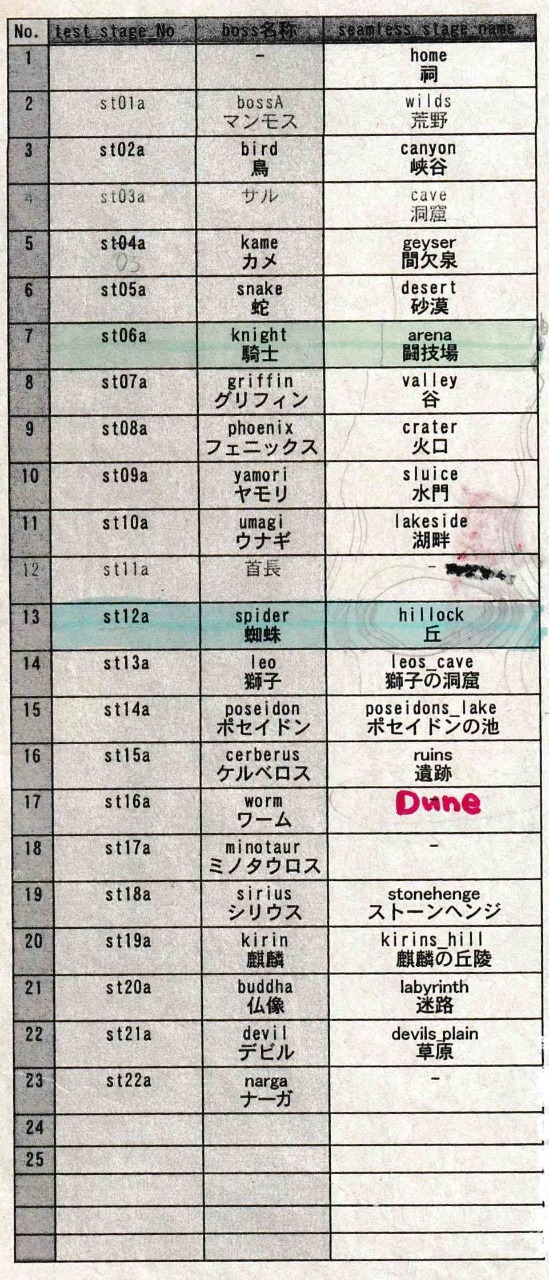 No. test_stage_No boss名称 seamless_stage_name
1 - home
祠
2 st01a bossA wilds
マンモス 荒野
3 st02a bird canyon
鳥 峡谷
4 st03a サル cave
洞窟
5 st04a kame geyser
03 カメ 間欠泉
6 st05a snake desert
蛇 砂漠
7 st06a knight arena
騎士 闘技場
8 st07a griffin valley
グリフィン 谷
9 st08a phoenix crater
フェニックス 火口
10 st09a yamori sluice
ヤモリ 水門
11 st10a umagi lakeside
ウナギ 湖畔
12 st11a 首長 -
13 st12a spider hillock
蜘蛛 丘
14 st13a leo leos_cave
獅子 獅子の洞窟
15 st14a poseidon poseidons_lake
ポセイドン ポセイドンの池
16 st15a cerberus ruins
ケルベロス 遺跡
17 st16a worm Dune
ワーム
18 st17a minotaur -
ミノタウロス
19 st18a sirius stonehenge
シリウス ストーンヘンジ
20 st19a kirin kirins_hill
麒麟 麒麟の丘陵
21 st20a buddha labyrinth
仏像 迷路
22 st21a devil devils_plain
デビル 草原
23 st22a narga -
ナーガ
24
25